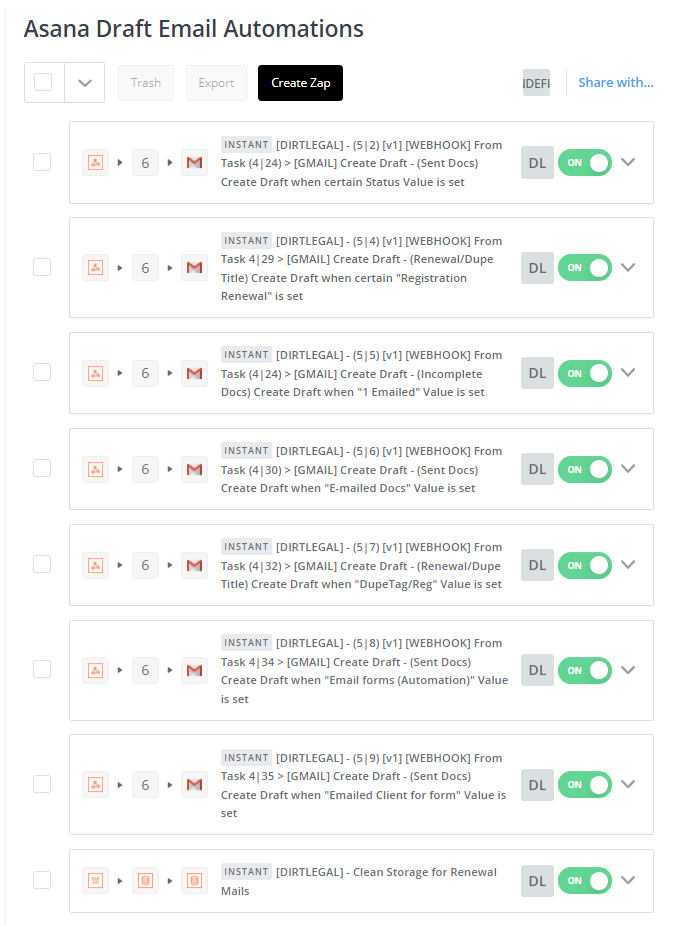 Asana Draft Email Automations
Trash
Export
Create Zap
Share with...
INSTANT [DIRTLEGAL] - (5|2) [v1] [WEBHOOK] From
6
Task (4|24) > [GMAIL] Create Draft - (Sent Docs)
DL
ON
Create Draft when certain Status Value is set
INSTANT [DIRTLEGAL] - (5|4) [v1] [WEBHOOK] From
Task 4|29 > [GMAIL] Create Draft - (Renewal/Dupe
6
DL
ON
Title) Create Draft when certain "Registration
Renewal" is set
INSTANT [DIRTLEGAL] - (5|5) [v1] [WEBHOOK] From
6
Task (4|24) > [GMAIL] Create Draft - (Incomplete
DL
ON
Docs) Create Draft when "1 Emailed" Value is set
INSTANT [DIRTLEGAL] - (5|6) [v1] [WEBHOOK] From
6
Task (4|30) > [GMAIL] Create Draft - (Sent Docs)
DL
ON
Create Draft when "E-mailed Docs" Value is set
INSTANT [DIRTLEGAL] - (5|7) [v1] [WEBHOOK] From
6
Task (4|32) > [GMAIL] Create Draft - (Renewal/Dupe
DL
ON
Title) Create Draft when "DupeTag/Reg" Value is set
INSTANT [DIRTLEGAL] - (5|8) [v1] [WEBHOOK] From
Task 4|34 > [GMAIL] Create Draft - (Sent Docs)
6
DL
ON
Create Draft when "Email forms (Automation)" Value
is set
INSTANT [DIRTLEGAL] - (5|9) [v1] [WEBHOOK] From
Task 4|35 > [GMAIL] Create Draft - (Sent Docs)
6
DL
ON
Create Draft when "Emailed Client for form" Value is
set
INSTANT [DIRTLEGAL] - Clean Storage for Renewal
DL
ON
Mails